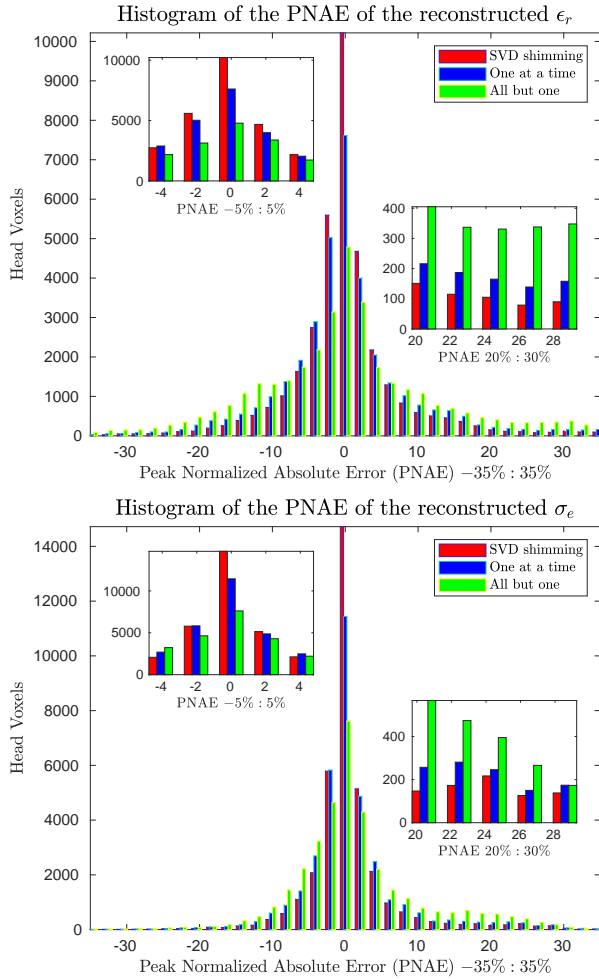 Histogram of the PNAE of the reconstructed ϵ_r
SVD shimming
One at a time
All but one
10000
9000
8000
7000
6000
5000
4000
3000
2000
1000
0
Head Voxels
10000
5000
0
-4 -2 0 2 4
PNAE −5% : 5%
400
300
200
100
0
20 22 24 26 28
PNAE 20% : 30%
-30 -20 -10 0 10 20 30
Peak Normalized Absolute Error (PNAE) −35% : 35%
Histogram of the PNAE of the reconstructed σ_e
SVD shimming
One at a time
All but one
14000
12000
10000
8000
6000
4000
2000
0
Head Voxels
10000
5000
0
-4 -2 0 2 4
PNAE −5% : 5%
400
200
0
20 22 24 26 28
PNAE 20% : 30%
-30 -20 -10 0 10 20 30
Peak Normalized Absolute Error (PNAE) −35% : 35%